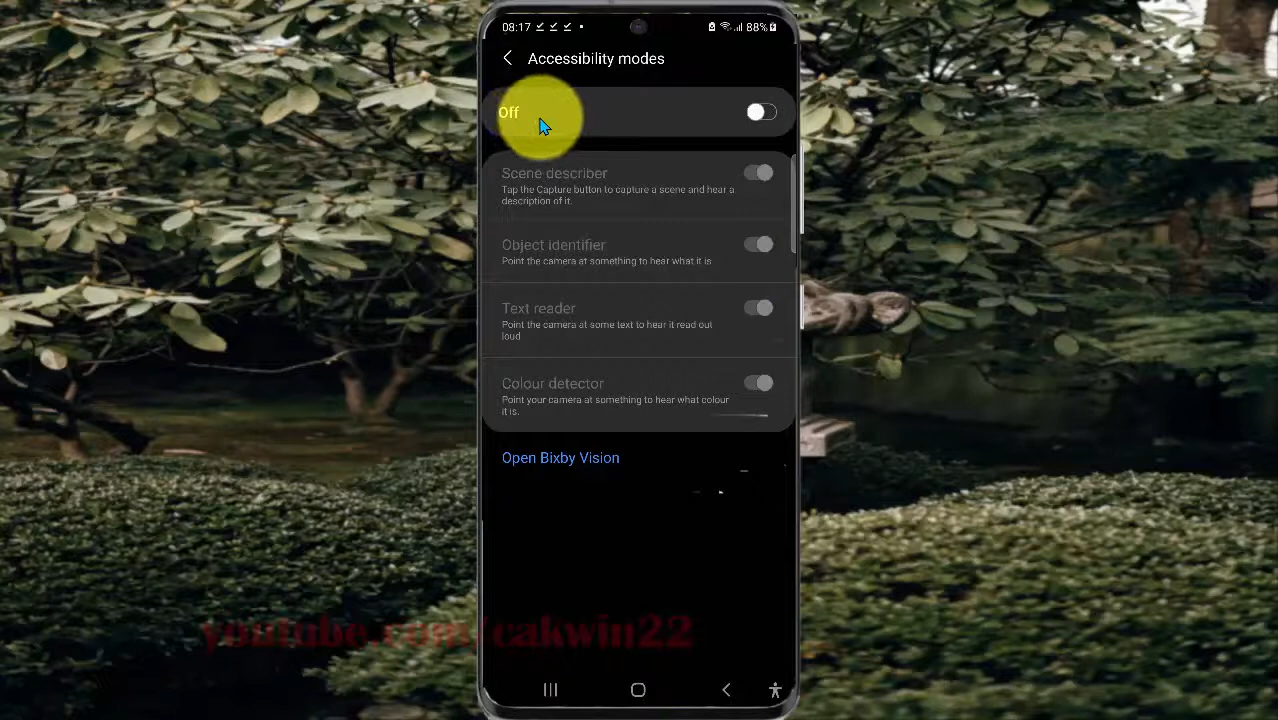 08:17
88%
Accessibility modes
Off
Scene describer
Tap the Capture button to capture a scene and hear a
description of it.
Object identifier
Point the camera at something to hear what it is
Text reader
Point the camera at some text to hear it read out
loud
Colour detector
Point your camera at something to hear what colour
it is.
Open Bixby Vision
youtube.com/cakwin22